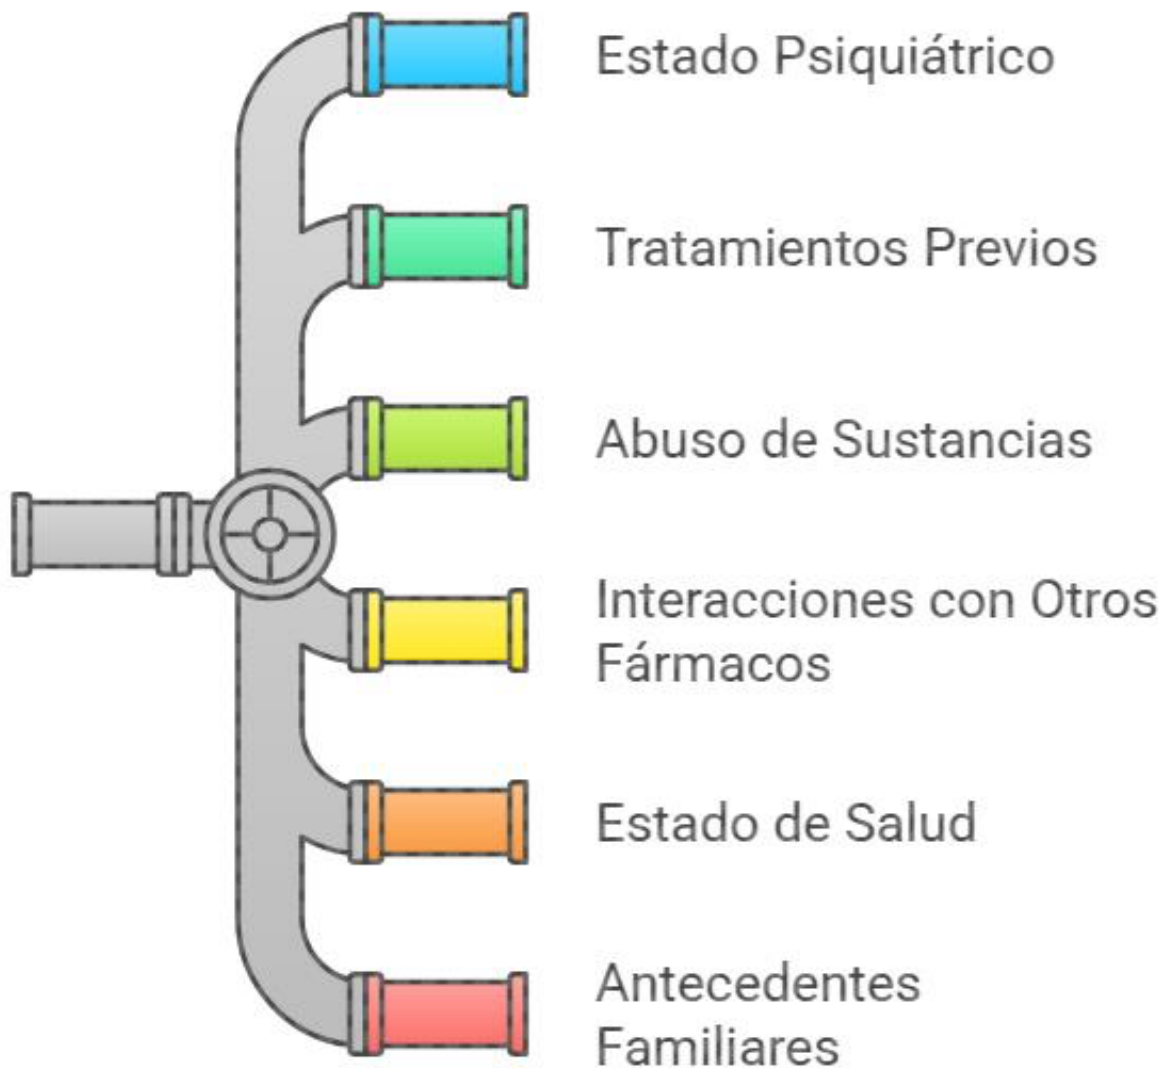 Estado Psiquiátrico
Tratamientos Previos
Abuso de Sustancias
Interacciones con Otros
Fármacos
Estado de Salud
Antecedentes
Familiares